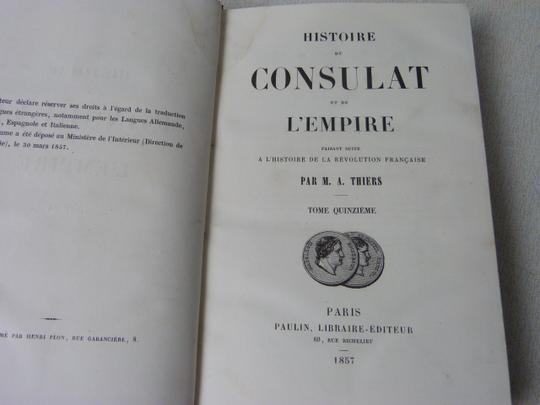 teur déclare réserver ses droits à l'égard de la traduction
gues étrangères, notamment pour les Langues Allemande,
, Espagnole et Italienne.
ume a été déposé au Ministère de l'Intérieur (Direction de
ie), le 30 mars 1857.
MÉ PAR HENRI PLON, RUE GARANCIÈRE, 8.
HISTOIRE
DU
CONSULAT
ET DE
L'EMPIRE
FAISANT SUITE
A L'HISTOIRE DE LA RÉVOLUTION FRANÇAISE
PAR M. A. THIERS
TOME QUINZIÈME
PARIS
PAULIN, LIBRAIRE-ÉDITEUR
60, RUE RICHELIEU
1857